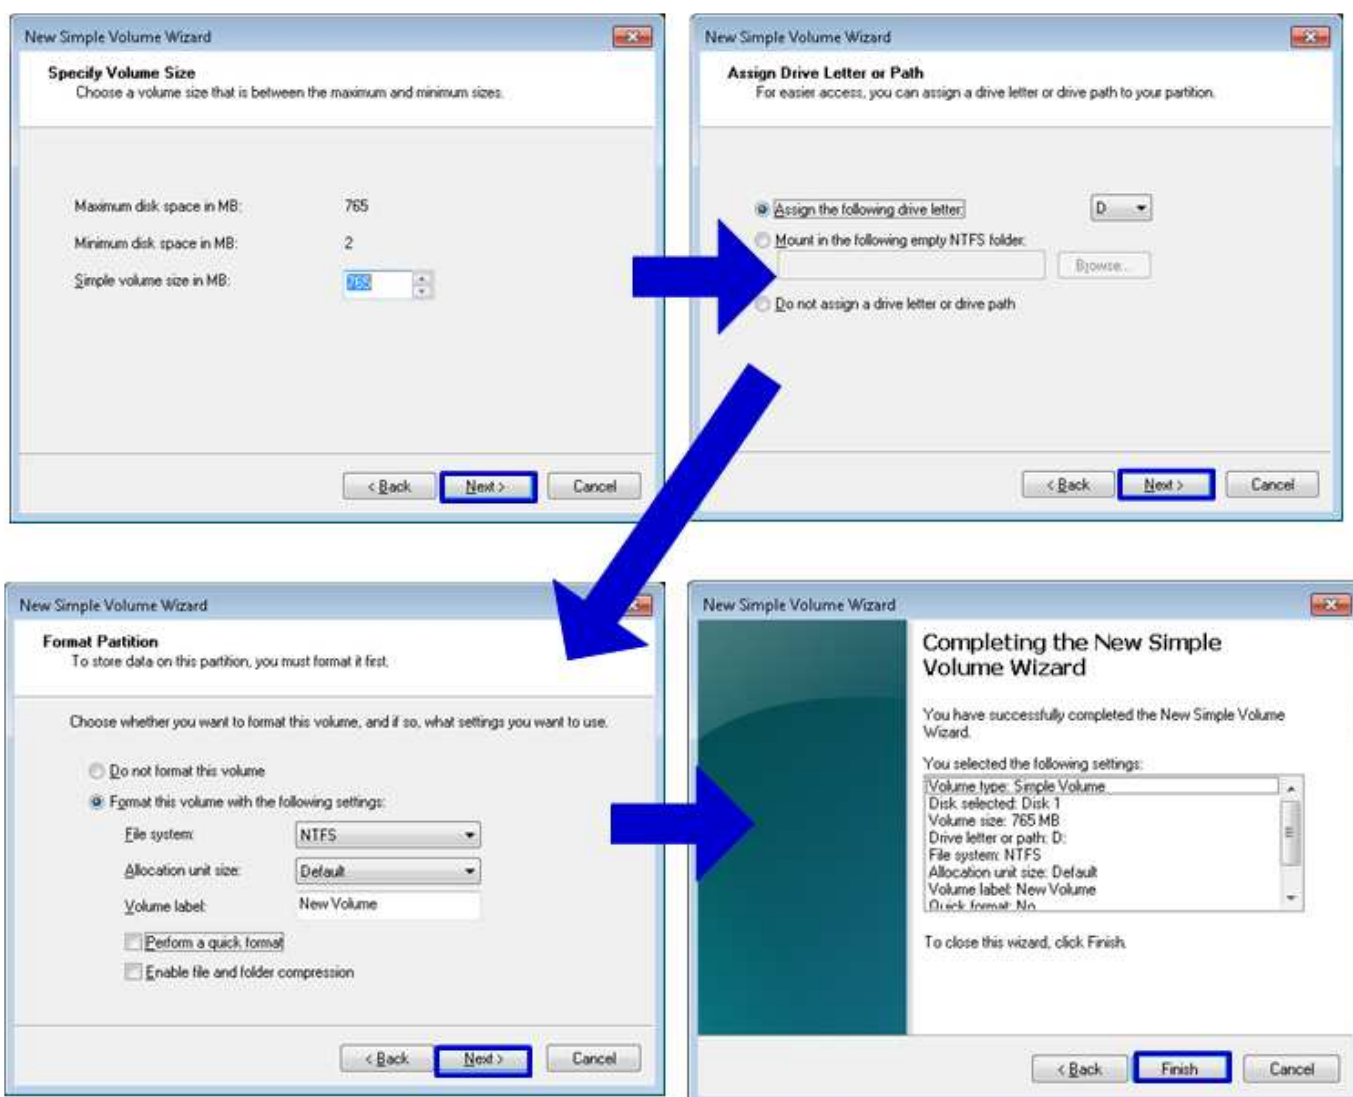 New Simple Volume Wizard
Specify Volume Size
Choose a volume size that is between the maximum and minimum sizes.
Maximum disk space in MB: 765
Minimum disk space in MB: 2
Simple volume size in MB: 765
< Back Next > Cancel
New Simple Volume Wizard
Assign Drive Letter or Path
For easier access, you can assign a drive letter or drive path to your partition.
Assign the following drive letter: D
Mount in the following empty NTFS folder:
Browse...
Do not assign a drive letter or drive path
< Back Next > Cancel
New Simple Volume Wizard
Format Partition
To store data on this partition, you must format it first.
Choose whether you want to format this volume, and if so, what settings you want to use.
Do not format this volume
Format this volume with the following settings:
File system: NTFS
Allocation unit size: Default
Volume label: New Volume
Perform a quick format
Enable file and folder compression
< Back Next > Cancel
New Simple Volume Wizard
Completing the New Simple
Volume Wizard
You have successfully completed the New Simple Volume
Wizard.
You selected the following settings:
Volume type: Simple Volume
Disk selected: Disk 1
Volume size: 765 MB
Drive letter or path: D:
File system: NTFS
Allocation unit size: Default
Volume label: New Volume
Quick format: No
To close this wizard, click Finish.
< Back Finish Cancel